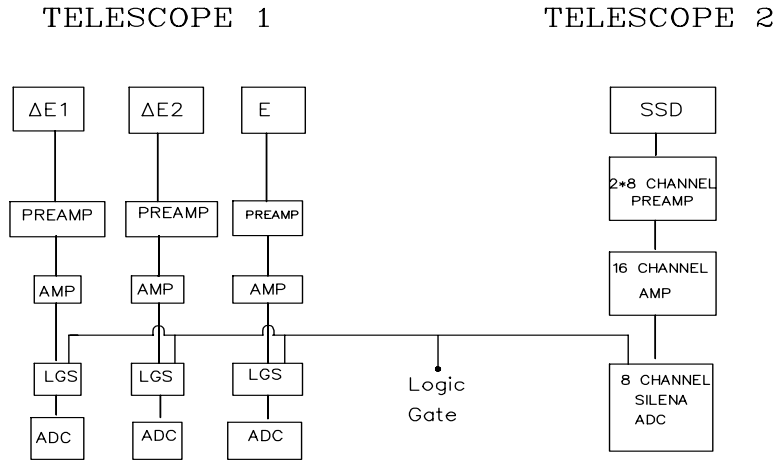 TELESCOPE 1
TELESCOPE 2
ΔE1
ΔE2
E
SSD
PREAMP
PREAMP
PREAMP
2*8 CHANNEL
PREAMP
AMP
AMP
AMP
16 CHANNEL
AMP
LGS
LGS
LGS
Logic
Gate
8 CHANNEL
SILENA
ADC
ADC
ADC
ADC